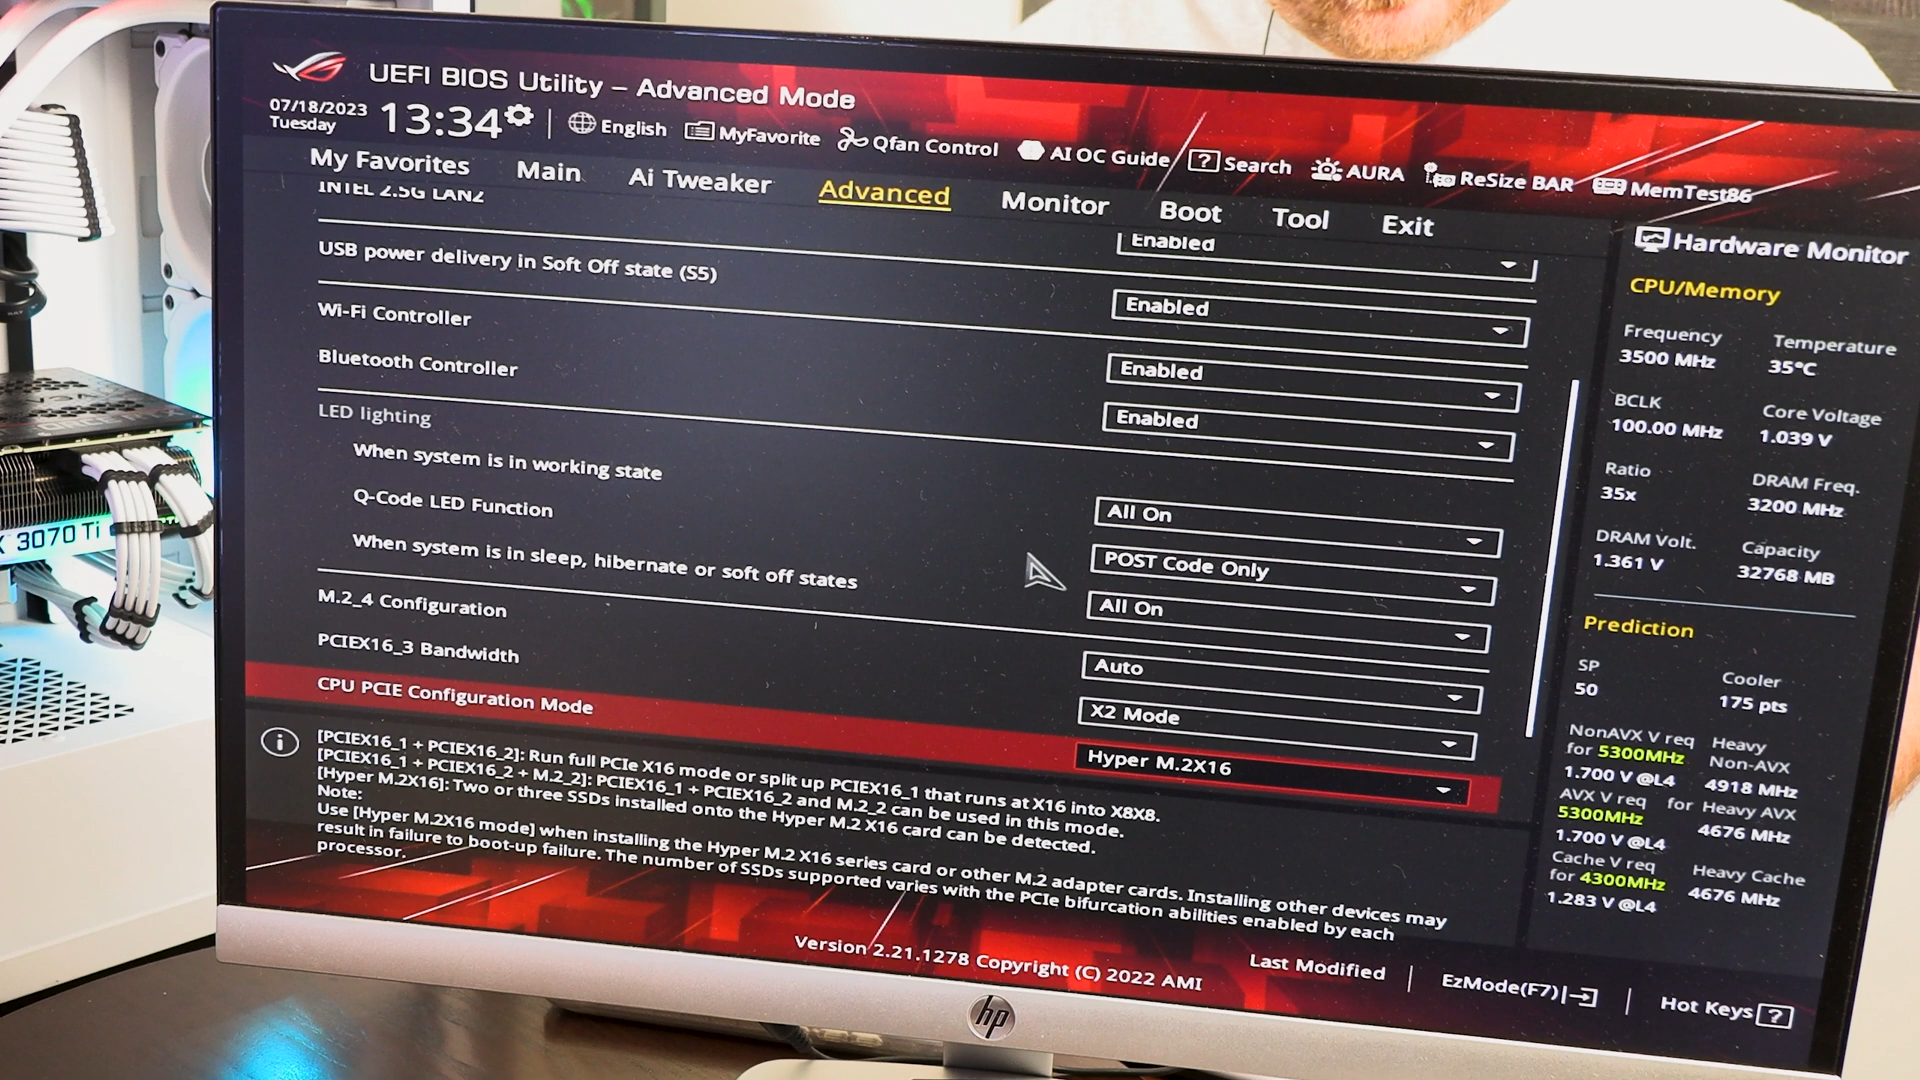 UEFI BIOS Utility – Advanced Mode
07/18/2023
Tuesday
13:34
English
MyFavorite
Qfan Control
AI OC Guide
? Search
AURA
ReSize BAR
MemTest86
My Favorites
Main
Ai Tweaker
Advanced
Monitor
Boot
Tool
Exit
INTEL 2.5G LAN2
Enabled
USB power delivery in Soft Off state (S5)
Enabled
Wi-Fi Controller
Enabled
Bluetooth Controller
Enabled
LED lighting
When system is in working state
All On
Q-Code LED Function
POST Code Only
When system is in sleep, hibernate or soft off states
All On
M.2_4 Configuration
Auto
PCIEX16_3 Bandwidth
X2 Mode
CPU PCIE Configuration Mode
Hyper M.2X16
[PCIEX16_1 + PCIEX16_2]: Run full PCIe X16 mode or split up PCIEX16_1 that runs at X16 into X8X8.
[PCIEX16_1 + PCIEX16_2 + M.2_2]: PCIEX16_1 + PCIEX16_2 and M.2_2 can be used in this mode.
[Hyper M.2X16]: Two or three SSDs installed onto the Hyper M.2 X16 card can be detected.
Note:
Use [Hyper M.2X16 mode] when installing the Hyper M.2 X16 series card or other M.2 adapter cards. Installing other devices may
result in failure to boot-up failure. The number of SSDs supported varies with the PCIe bifurcation abilities enabled by each
processor.
Hardware Monitor
CPU/Memory
Frequency
3500 MHz
Temperature
35°C
BCLK
100.00 MHz
Core Voltage
1.039 V
Ratio
35x
DRAM Freq.
3200 MHz
DRAM Volt.
1.361 V
Capacity
32768 MB
Prediction
SP
50
Cooler
175 pts
NonAVX V req
for 5300MHz
1.700 V @L4
Heavy
Non-AVX
4918 MHz
AVX V req for
5300MHz
1.700 V @L4
Heavy AVX
4676 MHz
Cache V req
for 4300MHz
1.283 V @L4
Heavy Cache
4676 MHz
Version 2.21.1278 Copyright (C) 2022 AMI
Last Modified
EzMode(F7)
Hot Keys ?
hp
3070 Ti